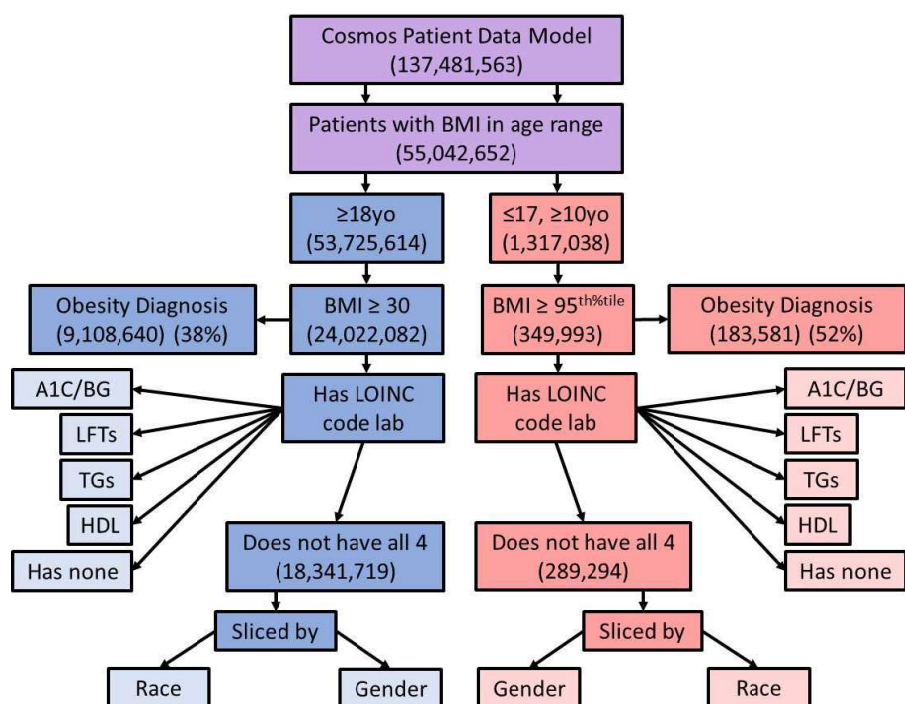 Cosmos Patient Data Model
(137,481,563)
Patients with BMI in age range
(55,042,652)
≥18yo
(53,725,614)
≤17, ≥10yo
(1,317,038)
Obesity Diagnosis
(9,108,640) (38%)
BMI ≥ 30
(24,022,082)
BMI ≥ 95th%tile
(349,993)
Obesity Diagnosis
(183,581) (52%)
A1C/BG
LFTs
TGs
HDL
Has none
Has LOINC
code lab
Has LOINC
code lab
A1C/BG
LFTs
TGs
HDL
Has none
Does not have all 4
(18,341,719)
Does not have all 4
(289,294)
Sliced by
Sliced by
Race
Gender
Gender
Race